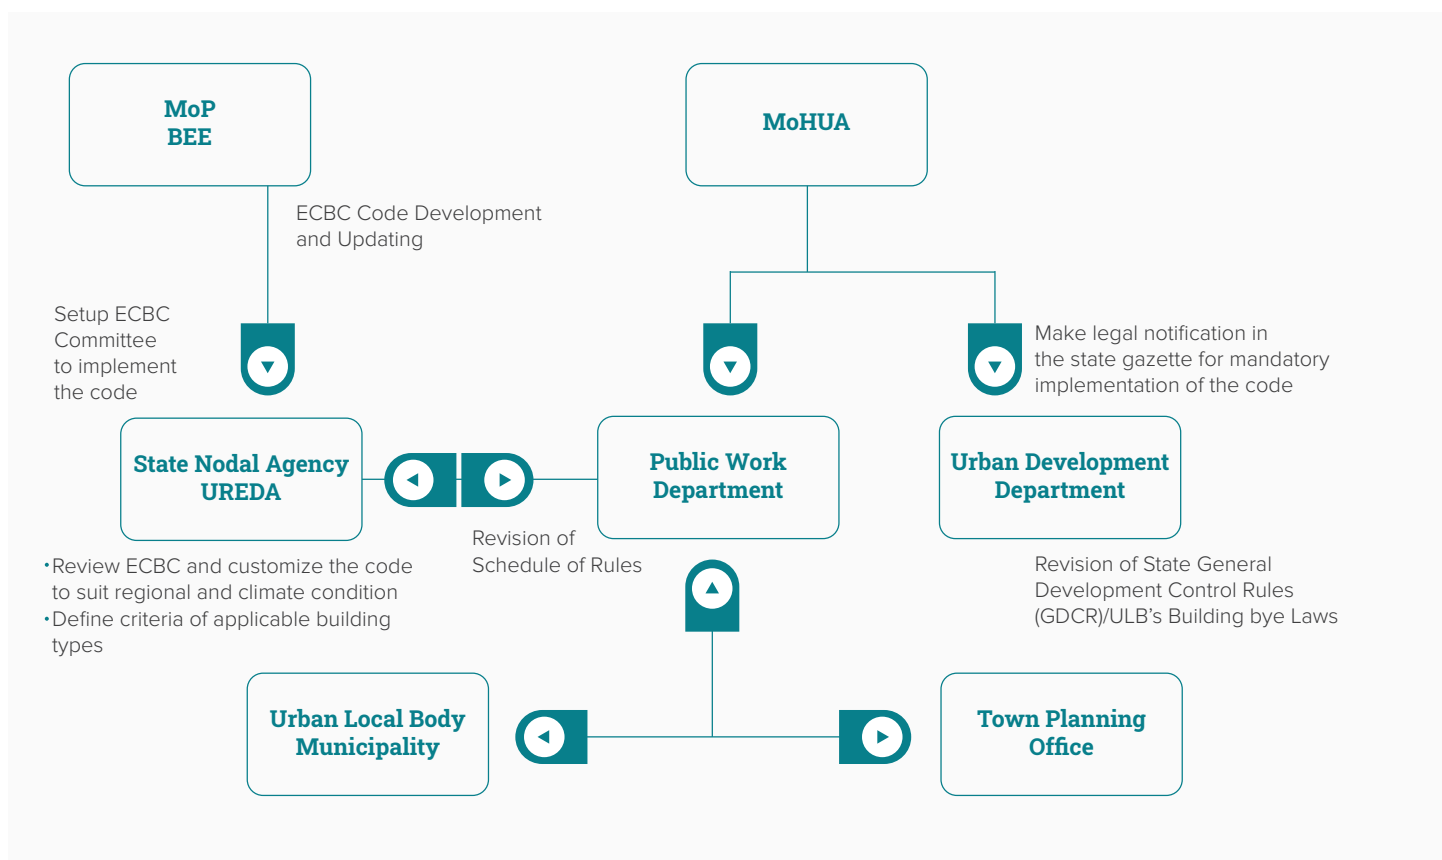 MoP
BEE
MoHUA
ECBC Code Development
and Updating
Setup ECBC
Committee
to implement
the code
Make legal notification in
the state gazette for mandatory
implementation of the code
State Nodal Agency
UREDA
Public Work
Department
Urban Development
Department
Revision of
Schedule of Rules
•Review ECBC and customize the code
to suit regional and climate condition
•Define criteria of applicable building
types
Revision of State General
Development Control Rules
(GDCR)/ULB's Building bye Laws
Urban Local Body
Municipality
Town Planning
Office